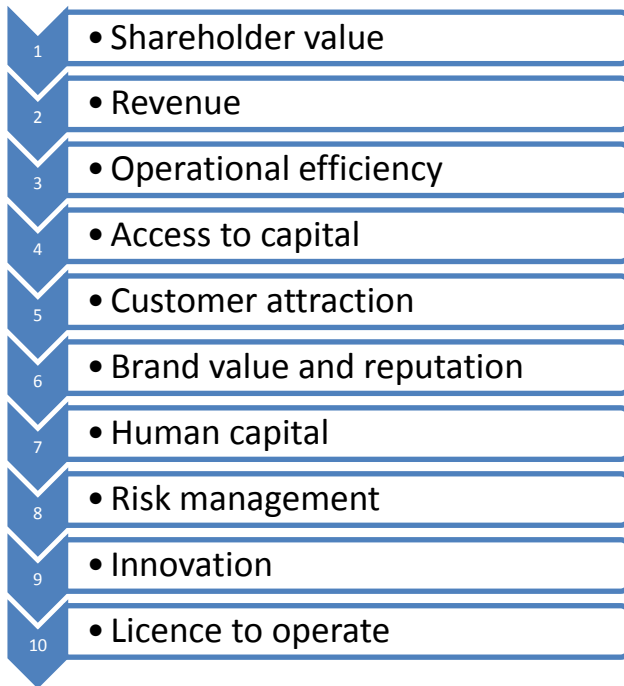 1 • Shareholder value
2 • Revenue
3 • Operational efficiency
4 • Access to capital
5 • Customer attraction
6 • Brand value and reputation
7 • Human capital
8 • Risk management
9 • Innovation
10 • Licence to operate